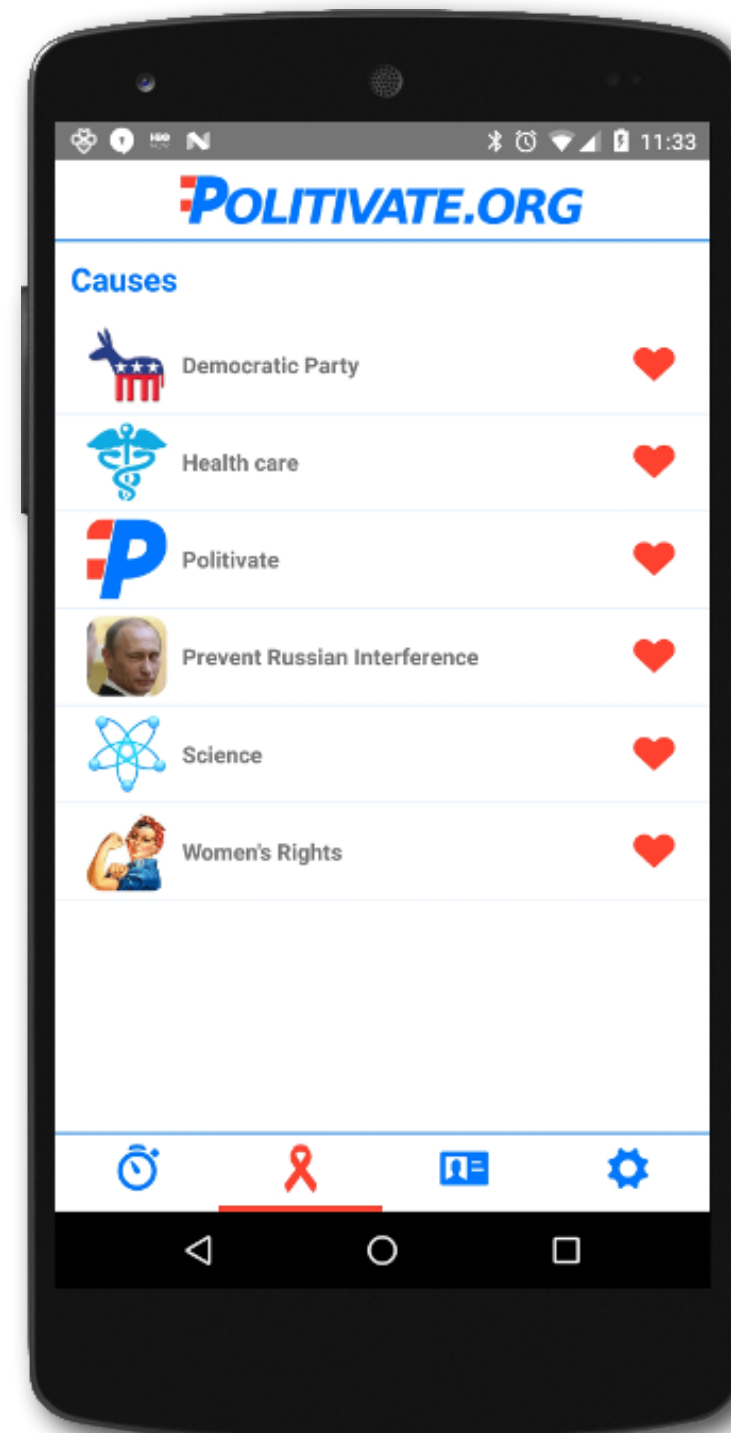 11:33
POLITIVATE.ORG
Causes
Democratic Party
Health care
Politivate
Prevent Russian Interference
Science
Women's Rights